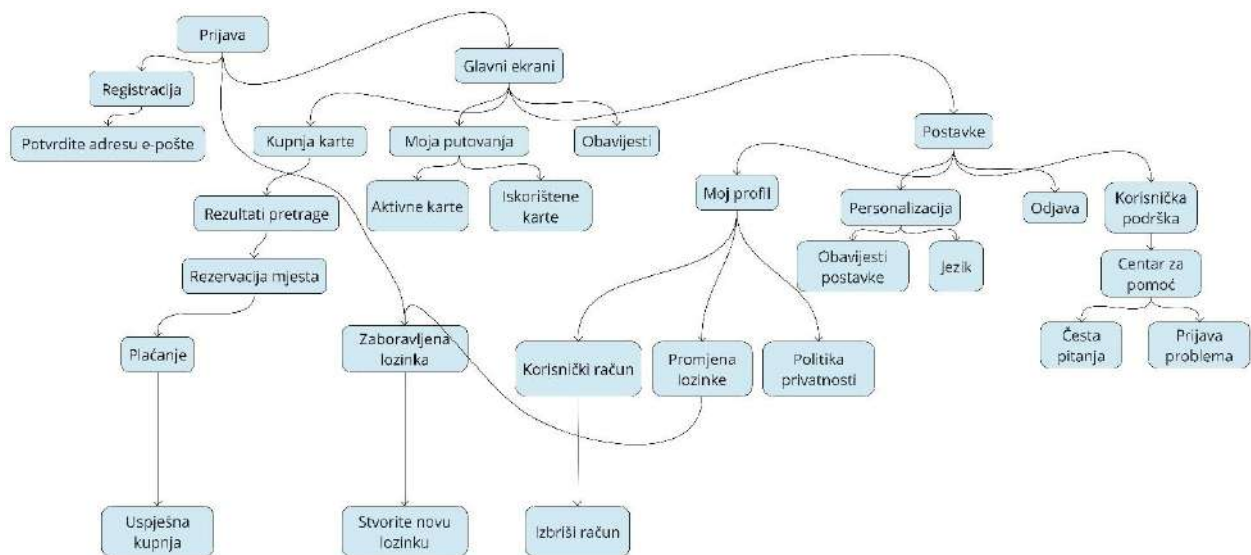 Prijava
Glavni ekrani
Registracija
Potvrdite adresu e-pošte
Kupnja karte
Moja putovanja
Obavijesti
Postavke
Aktivne karte
Iskorištene
karte
Moj profil
Personalizacija
Odjava
Korisnička
podrška
Rezultati pretrage
Obavijesti
postavke
Jezik
Centar za
pomoć
Rezervacija mjesta
Plaćanje
Zaboravljena
lozinka
Korisnički račun
Promjena
lozinke
Politika
privatnosti
Česta
pitanja
Prijava
problema
Uspješna
kupnja
Stvorite novu
lozinku
Izbriši račun